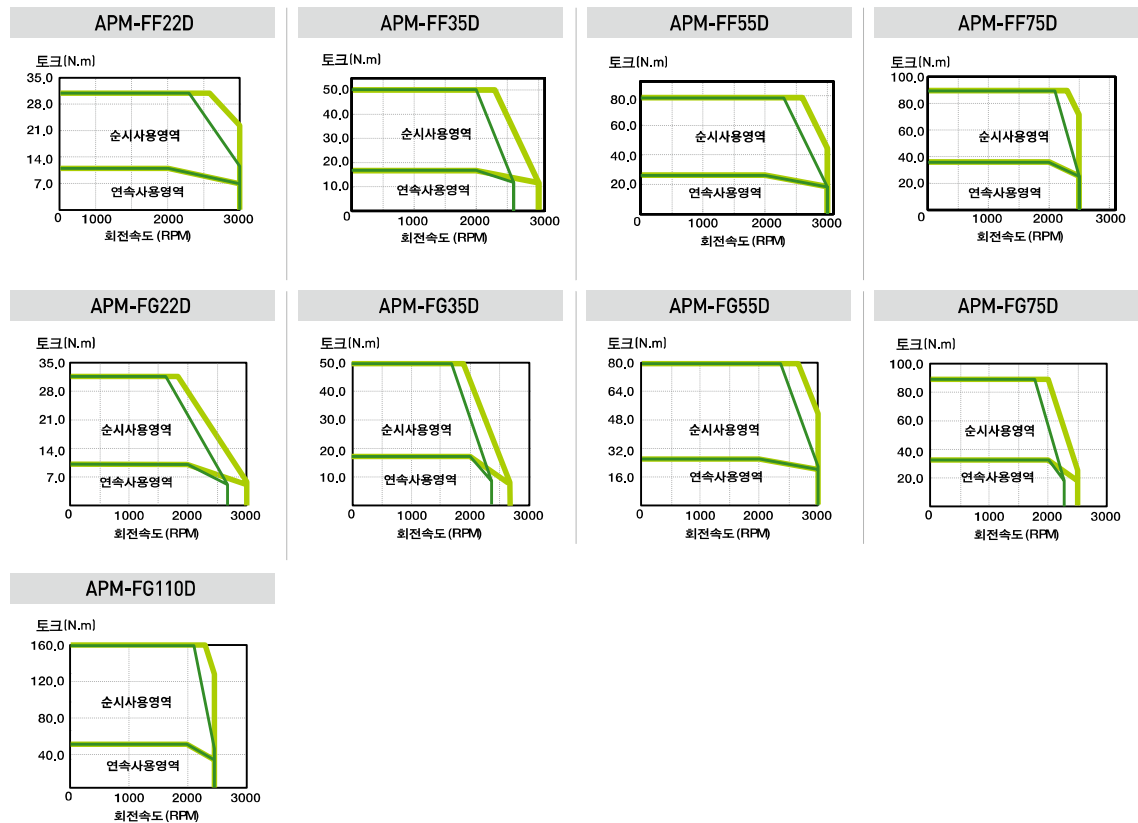 APM-FF22D
토크(N.m)
35.0
28.0
21.0
14.0
7.0
순시사용영역
연속사용영역
0 1000 2000 3000
회전속도 (RPM)
APM-FF35D
토크(N.m)
50.0
40.0
30.0
20.0
10.0
순시사용영역
연속사용영역
0 1000 2000 3000
회전속도 (RPM)
APM-FF55D
토크(N.m)
80.0
60.0
40.0
20.0
순시사용영역
연속사용영역
0 1000 2000 3000
회전속도 (RPM)
APM-FF75D
토크(N.m)
100.0
80.0
60.0
40.0
20.0
순시사용영역
연속사용영역
0 1000 2000 3000
회전속도 (RPM)
APM-FG22D
토크(N.m)
35.0
28.0
21.0
14.0
7.0
순시사용영역
연속사용영역
0 1000 2000 3000
회전속도 (RPM)
APM-FG35D
토크(N.m)
50.0
40.0
30.0
20.0
10.0
순시사용영역
연속사용영역
0 1000 2000 3000
회전속도 (RPM)
APM-FG55D
토크(N.m)
80.0
64.0
48.0
32.0
16.0
순시사용영역
연속사용영역
0 1000 2000 3000
회전속도 (RPM)
APM-FG75D
토크(N.m)
100.0
80.0
60.0
40.0
20.0
순시사용영역
연속사용영역
0 1000 2000 3000
회전속도 (RPM)
APM-FG110D
토크(N.m)
160.0
120.0
80.0
40.0
순시사용영역
연속사용영역
0 1000 2000 3000
회전속도 (RPM)